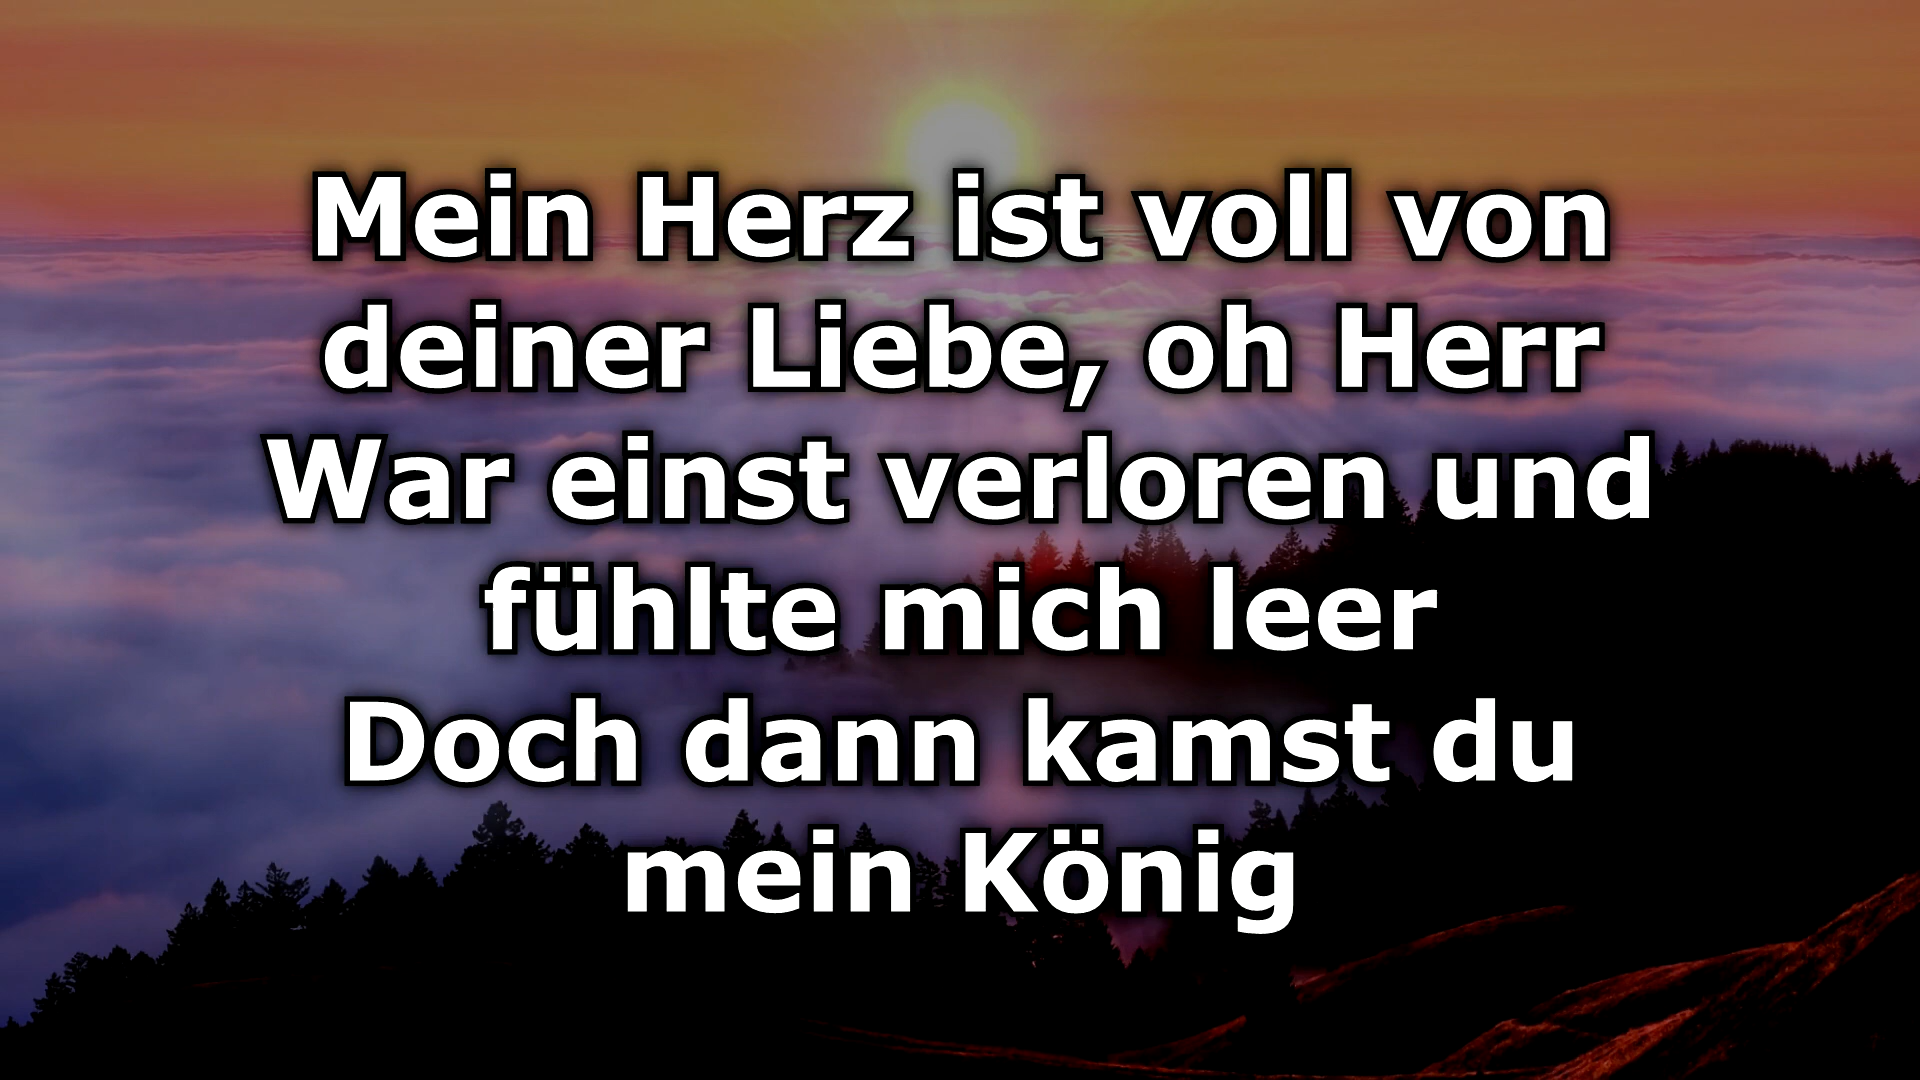 Mein Herz ist voll von
deiner Liebe, oh Herr
War einst verloren und
fühlte mich leer
Doch dann kamst du
mein König